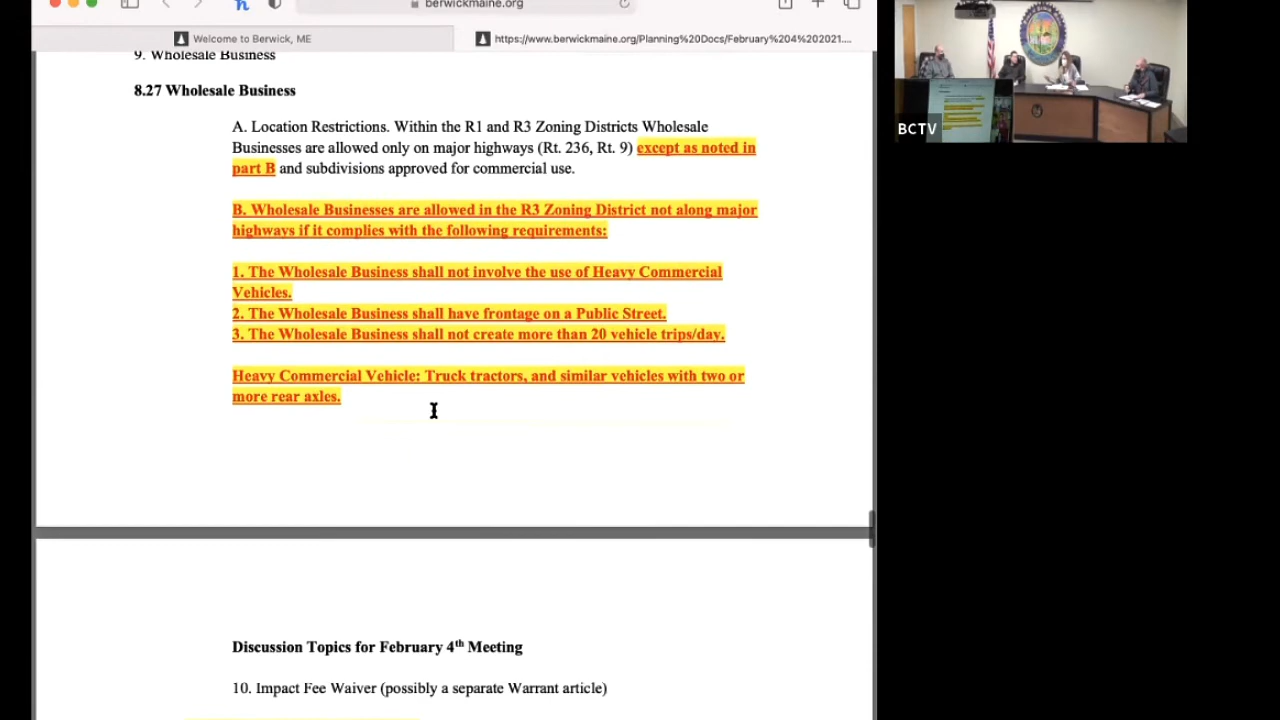 berwickmaine.org
Welcome to Berwick, ME
https://www.berwickmaine.org/Planning%20Docs/February%204%202021....
9. Wholesale Business
8.27 Wholesale Business
A. Location Restrictions. Within the R1 and R3 Zoning Districts Wholesale
Businesses are allowed only on major highways (Rt. 236, Rt. 9) except as noted in
part B and subdivisions approved for commercial use.
B. Wholesale Businesses are allowed in the R3 Zoning District not along major
highways if it complies with the following requirements:
1. The Wholesale Business shall not involve the use of Heavy Commercial
Vehicles.
2. The Wholesale Business shall have frontage on a Public Street.
3. The Wholesale Business shall not create more than 20 vehicle trips/day.
Heavy Commercial Vehicle: Truck tractors, and similar vehicles with two or
more rear axles.
Discussion Topics for February 4th Meeting
10. Impact Fee Waiver (possibly a separate Warrant article)
BCTV